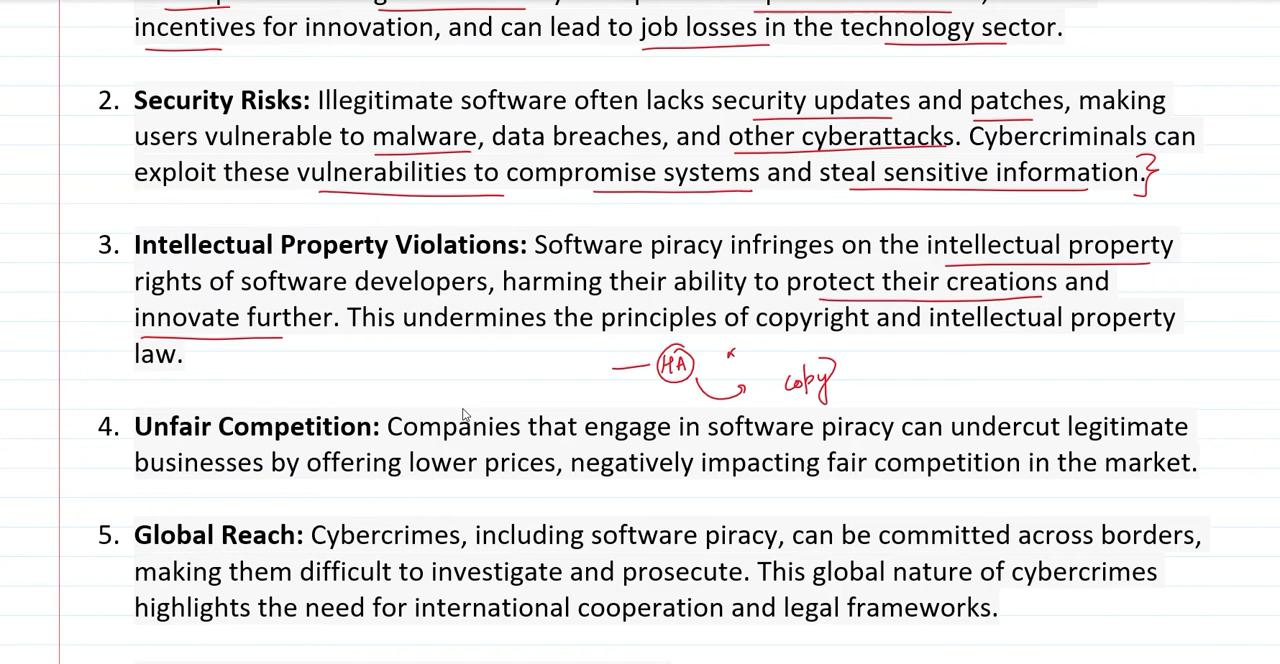 incentives for innovation, and can lead to job losses in the technology sector.
2. Security Risks: Illegitimate software often lacks security updates and patches, making
users vulnerable to malware, data breaches, and other cyberattacks. Cybercriminals can
exploit these vulnerabilities to compromise systems and steal sensitive information.
3. Intellectual Property Violations: Software piracy infringes on the intellectual property
rights of software developers, harming their ability to protect their creations and
innovate further. This undermines the principles of copyright and intellectual property
law.
HA copy
4. Unfair Competition: Companies that engage in software piracy can undercut legitimate
businesses by offering lower prices, negatively impacting fair competition in the market.
5. Global Reach: Cybercrimes, including software piracy, can be committed across borders,
making them difficult to investigate and prosecute. This global nature of cybercrimes
highlights the need for international cooperation and legal frameworks.